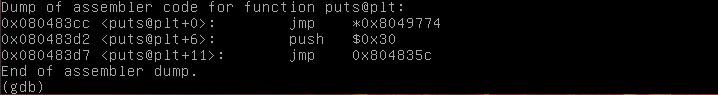 Dump of assembler code for function puts@plt:
0x080483cc <puts@plt+0>:        jmp    *0x8049774
0x080483d2 <puts@plt+6>:        push   $0x30
0x080483d7 <puts@plt+11>:       jmp    0x804835c
End of assembler dump.
(gdb)